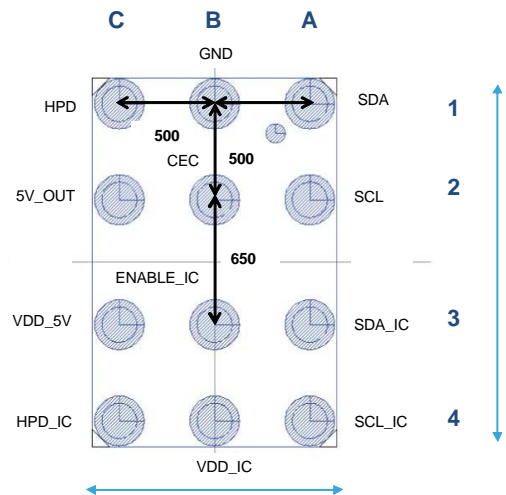 C B A
GND
HPD
SDA
1
500
CEC
500
5V_OUT
SCL
2
650
ENABLE_IC
VDD_5V
SDA_IC
3
HPD_IC
SCL_IC
4
VDD_IC